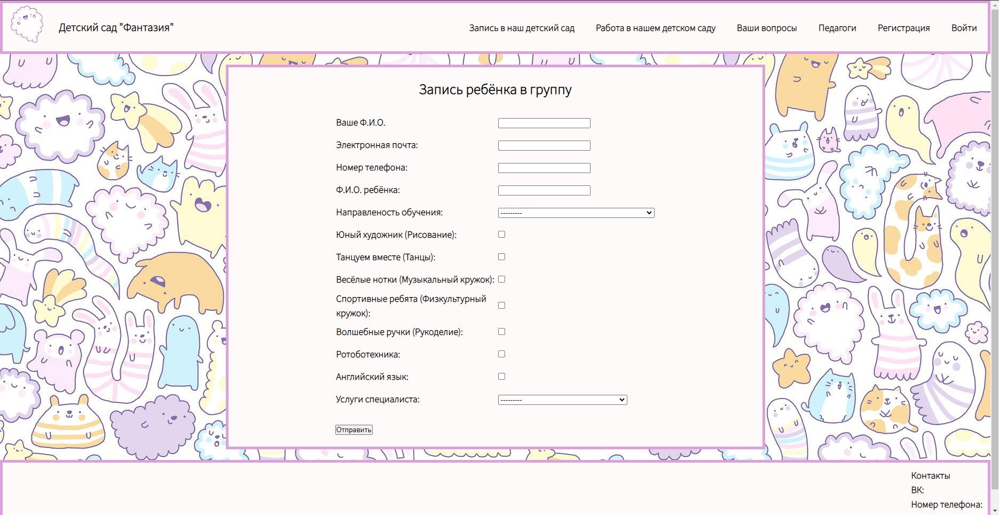 Детский сад "Фантазия"
Запись в наш детский сад
Работа в нашем детском саду
Ваши вопросы
Педагоги
Регистрация
Войти
Запись ребёнка в группу
Ваше Ф.И.О.
Электронная почта:
Номер телефона:
Ф.И.О. ребёнка:
Направленость обучения: ---------
Юный художник (Рисование):
Танцуем вместе (Танцы):
Весёлые нотки (Музыкальный кружок):
Спортивные ребята (Физкультурный
кружок):
Волшебные ручки (Рукоделие):
Ротоботехника:
Английский язык:
Услуги специалиста: ---------
Отправить
Контакты
ВК:
Номер телефона: